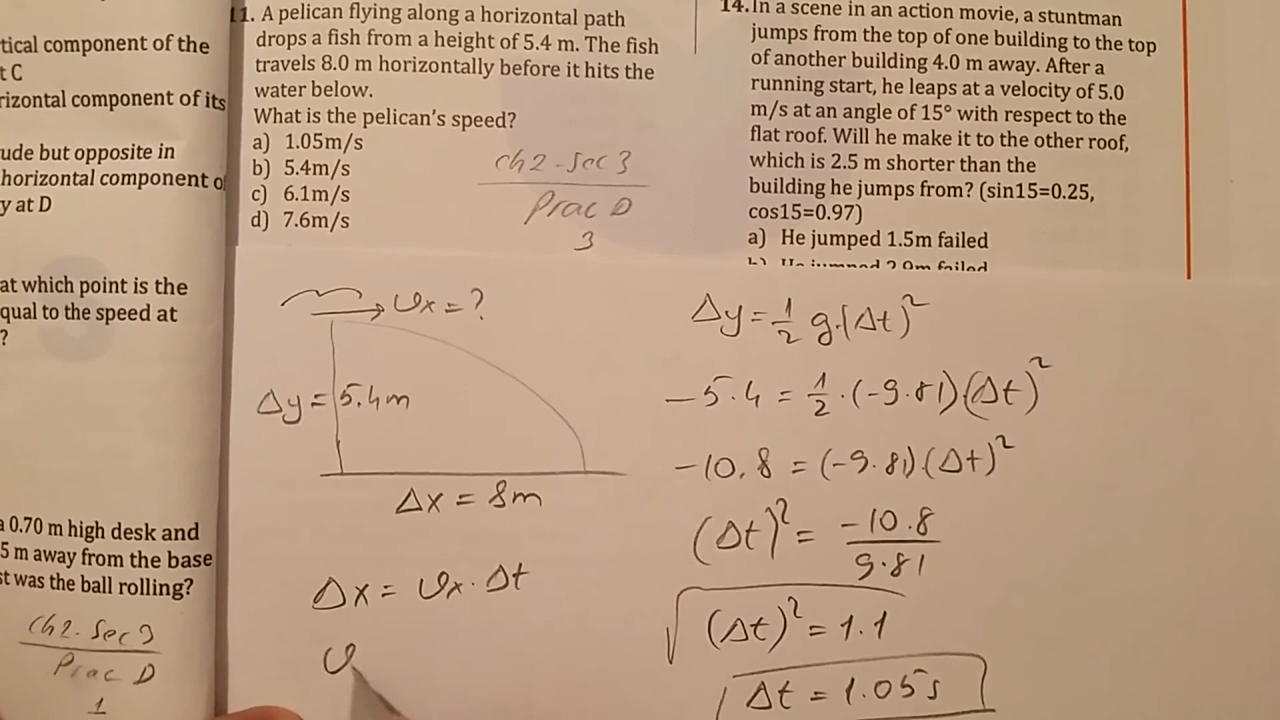 tical component of the
t C
rizontal component of its
ude but opposite in
horizontal component o
y at D
at which point is the
qual to the speed at
?
a 0.70 m high desk and
5 m away from the base
st was the ball rolling?
Ch2. Sec 3
Prac D
1
11. A pelican flying along a horizontal path
drops a fish from a height of 5.4 m. The fish
travels 8.0 m horizontally before it hits the
water below.
What is the pelican's speed?
a) 1.05m/s
b) 5.4m/s
c) 6.1m/s
d) 7.6m/s
Ch2 - Sec 3
Prac D
3
14. In a scene in an action movie, a stuntman
jumps from the top of one building to the top
of another building 4.0 m away. After a
running start, he leaps at a velocity of 5.0
m/s at an angle of 15° with respect to the
flat roof. Will he make it to the other roof,
which is 2.5 m shorter than the
building he jumps from? (sin15=0.25,
cos15=0.97)
a) He jumped 1.5m failed
b) He jumped 2.0m failed
υx = ?
Δy = 5.4m
Δx = 8m
Δx = υx · Δt
υ
Δy = 1/2 g.(Δt)²
-5.4 = 1/2 · (-9.81)(Δt)²
-10.8 = (-9.81).(Δt)²
(Δt)² = -10.8/9.81
√(Δt)² = 1.1
Δt = 1.05s